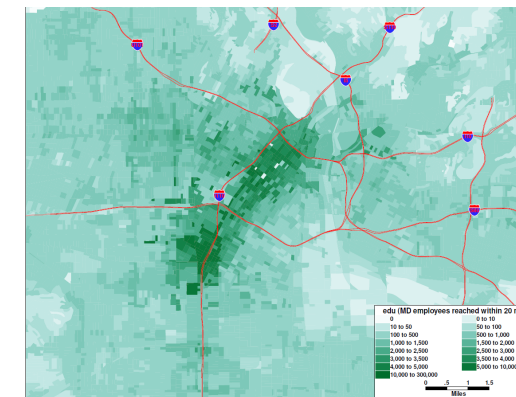 edu (MD employees reached within 20 m
0 0 to 10
10 to 50 50 to 100
100 to 500 500 to 1,000
1,000 to 1,500 1,500 to 2,000
2,000 to 2,500 2,500 to 3,000
3,000 to 3,500 3,500 to 4,000
4,000 to 5,000 5,000 to 10,000
10,000 to 300,000
0 .5 1 1.5
Miles